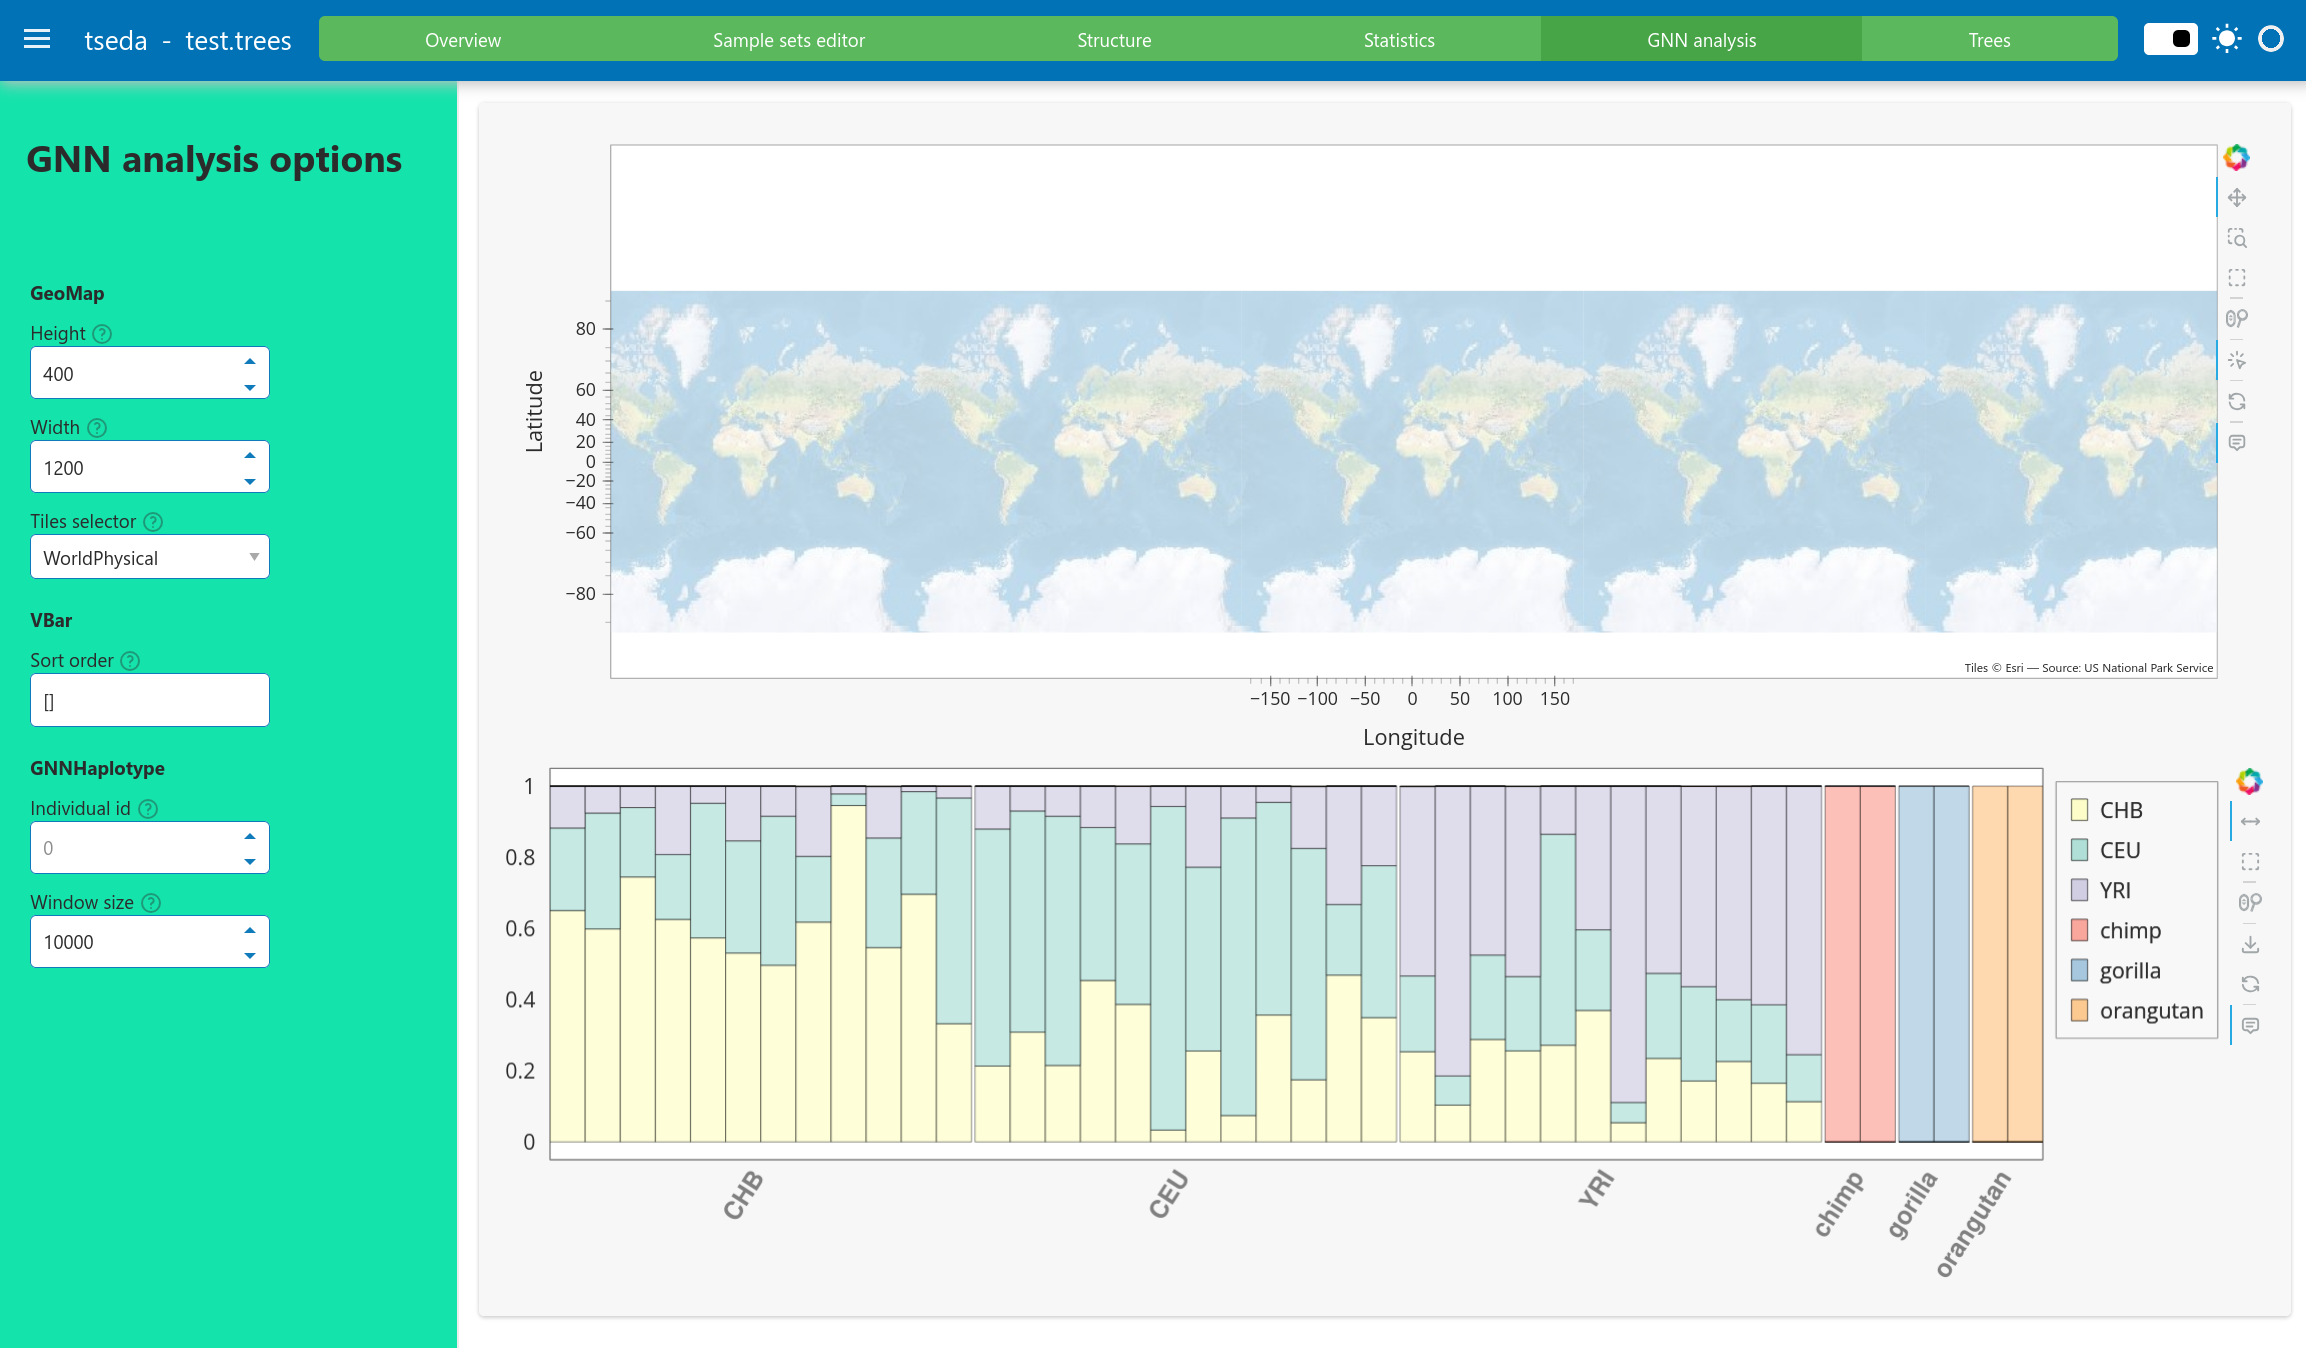 tseda - test.trees
Overview
Sample sets editor
Structure
Statistics
GNN analysis
Trees
GNN analysis options
GeoMap
Height ?
400
Width ?
1200
Tiles selector ?
WorldPhysical
VBar
Sort order ?
[]
GNNHaplotype
Individual id ?
0
Window size ?
10000
Latitude
80
60
40
20
0
−20
−40
−60
−80
Tiles © Esri — Source: US National Park Service
−150 −100 −50 0 50 100 150
Longitude
1
0.8
0.6
0.4
0.2
0
CHB
CEU
YRI
chimp
gorilla
orangutan
CHB
CEU
YRI
chimp
gorilla
orangutan